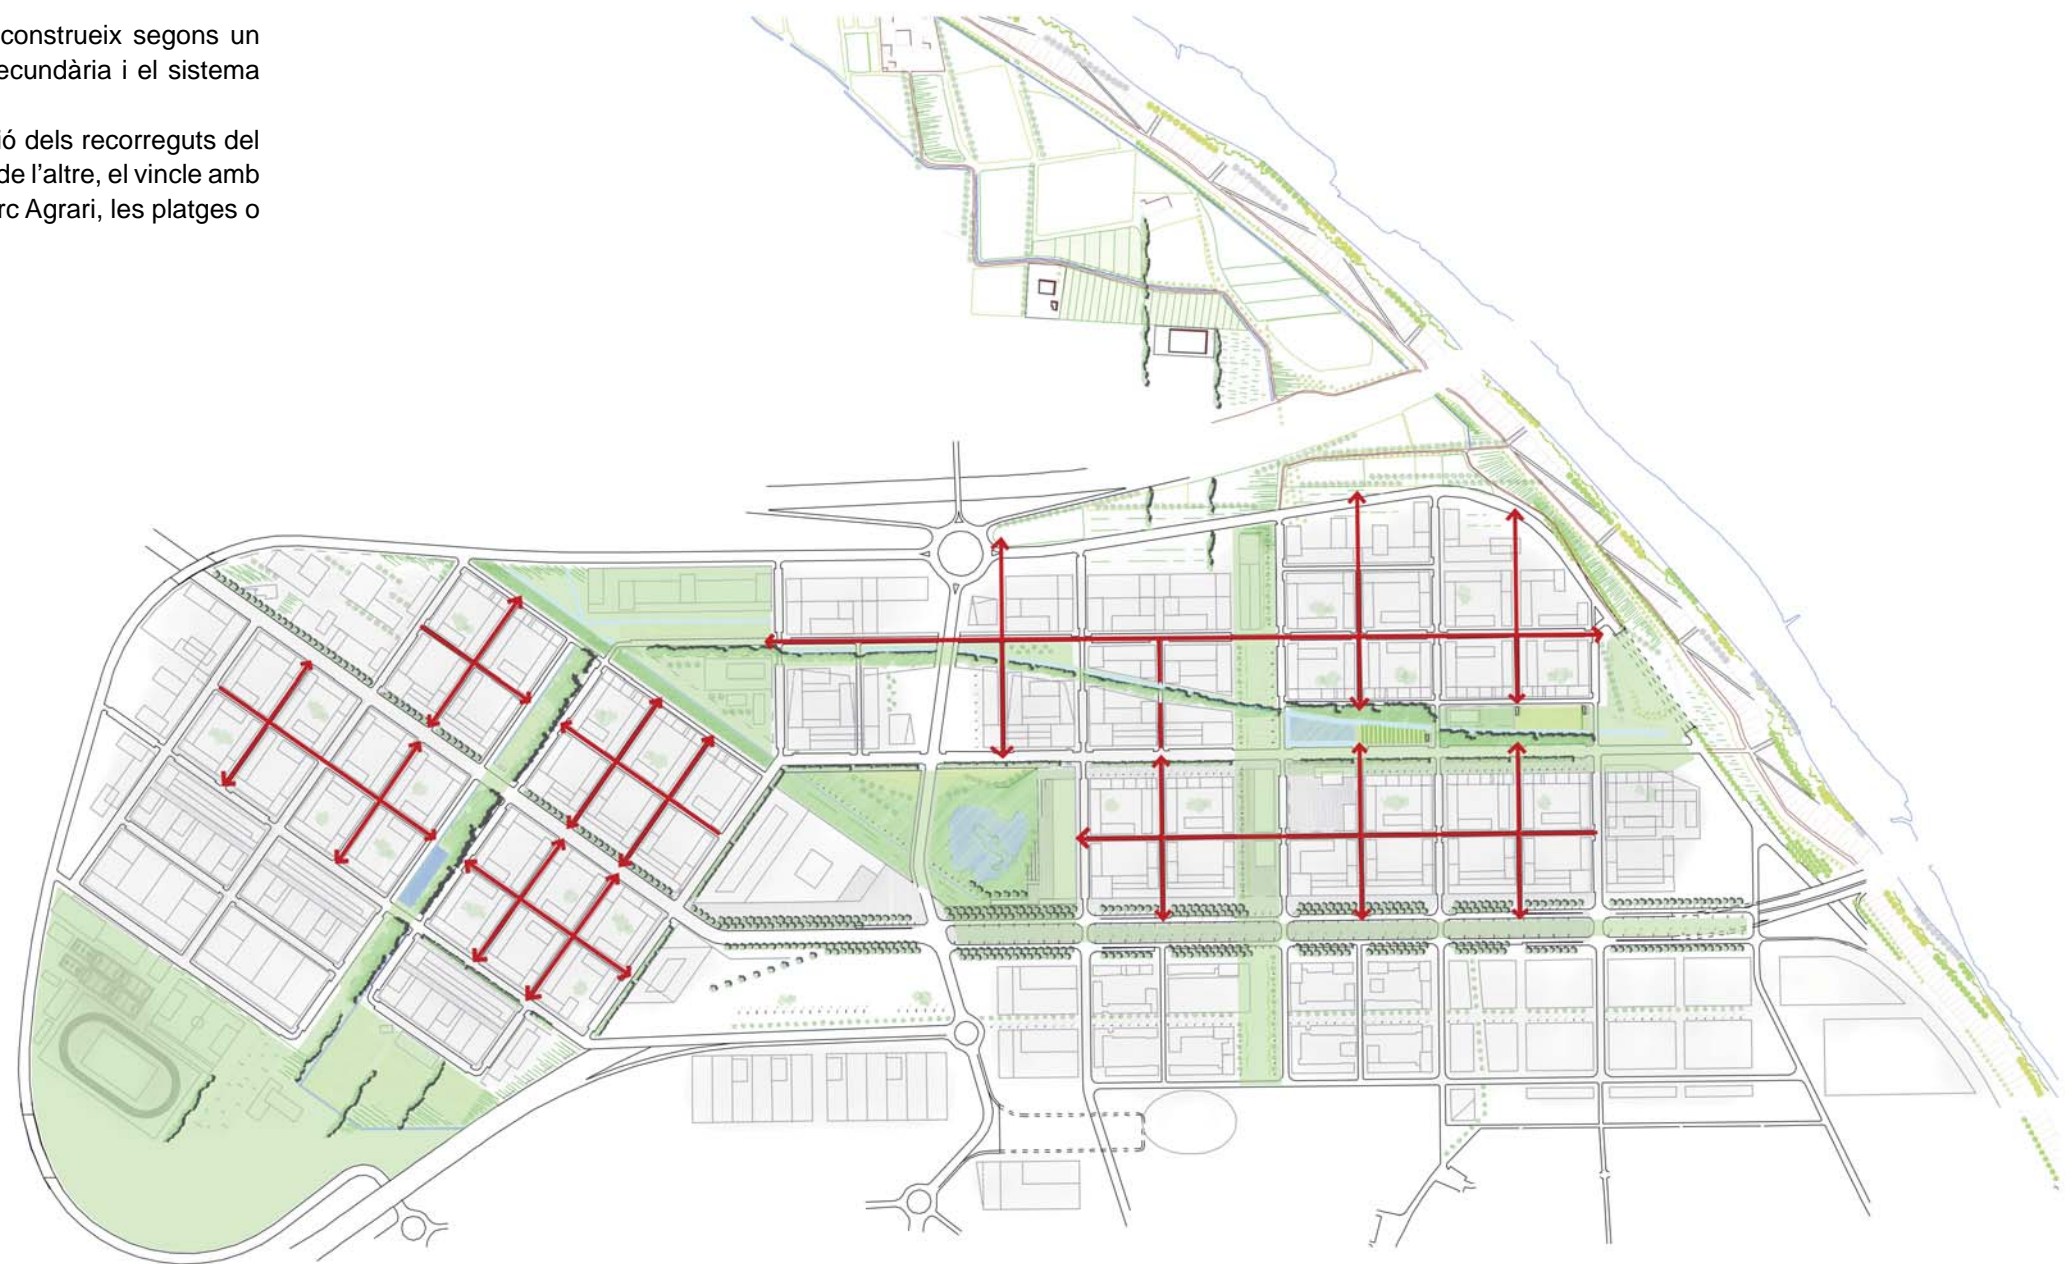 construeix segons un
ecundària i el sistema
ó dels recorreguts del
de l’altre, el vincle amb
rc Agrari, les platges o